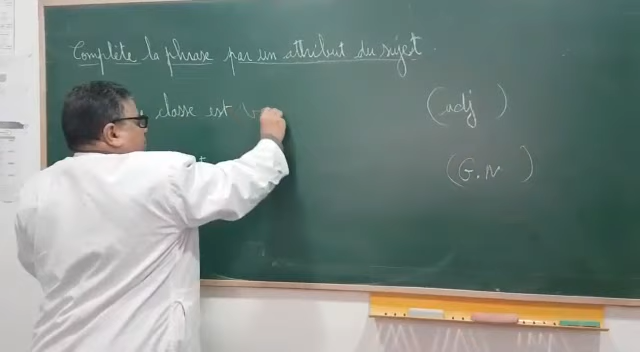 Complète la phrase par un attribut du sujet.
classe est (adj)
(G.N)